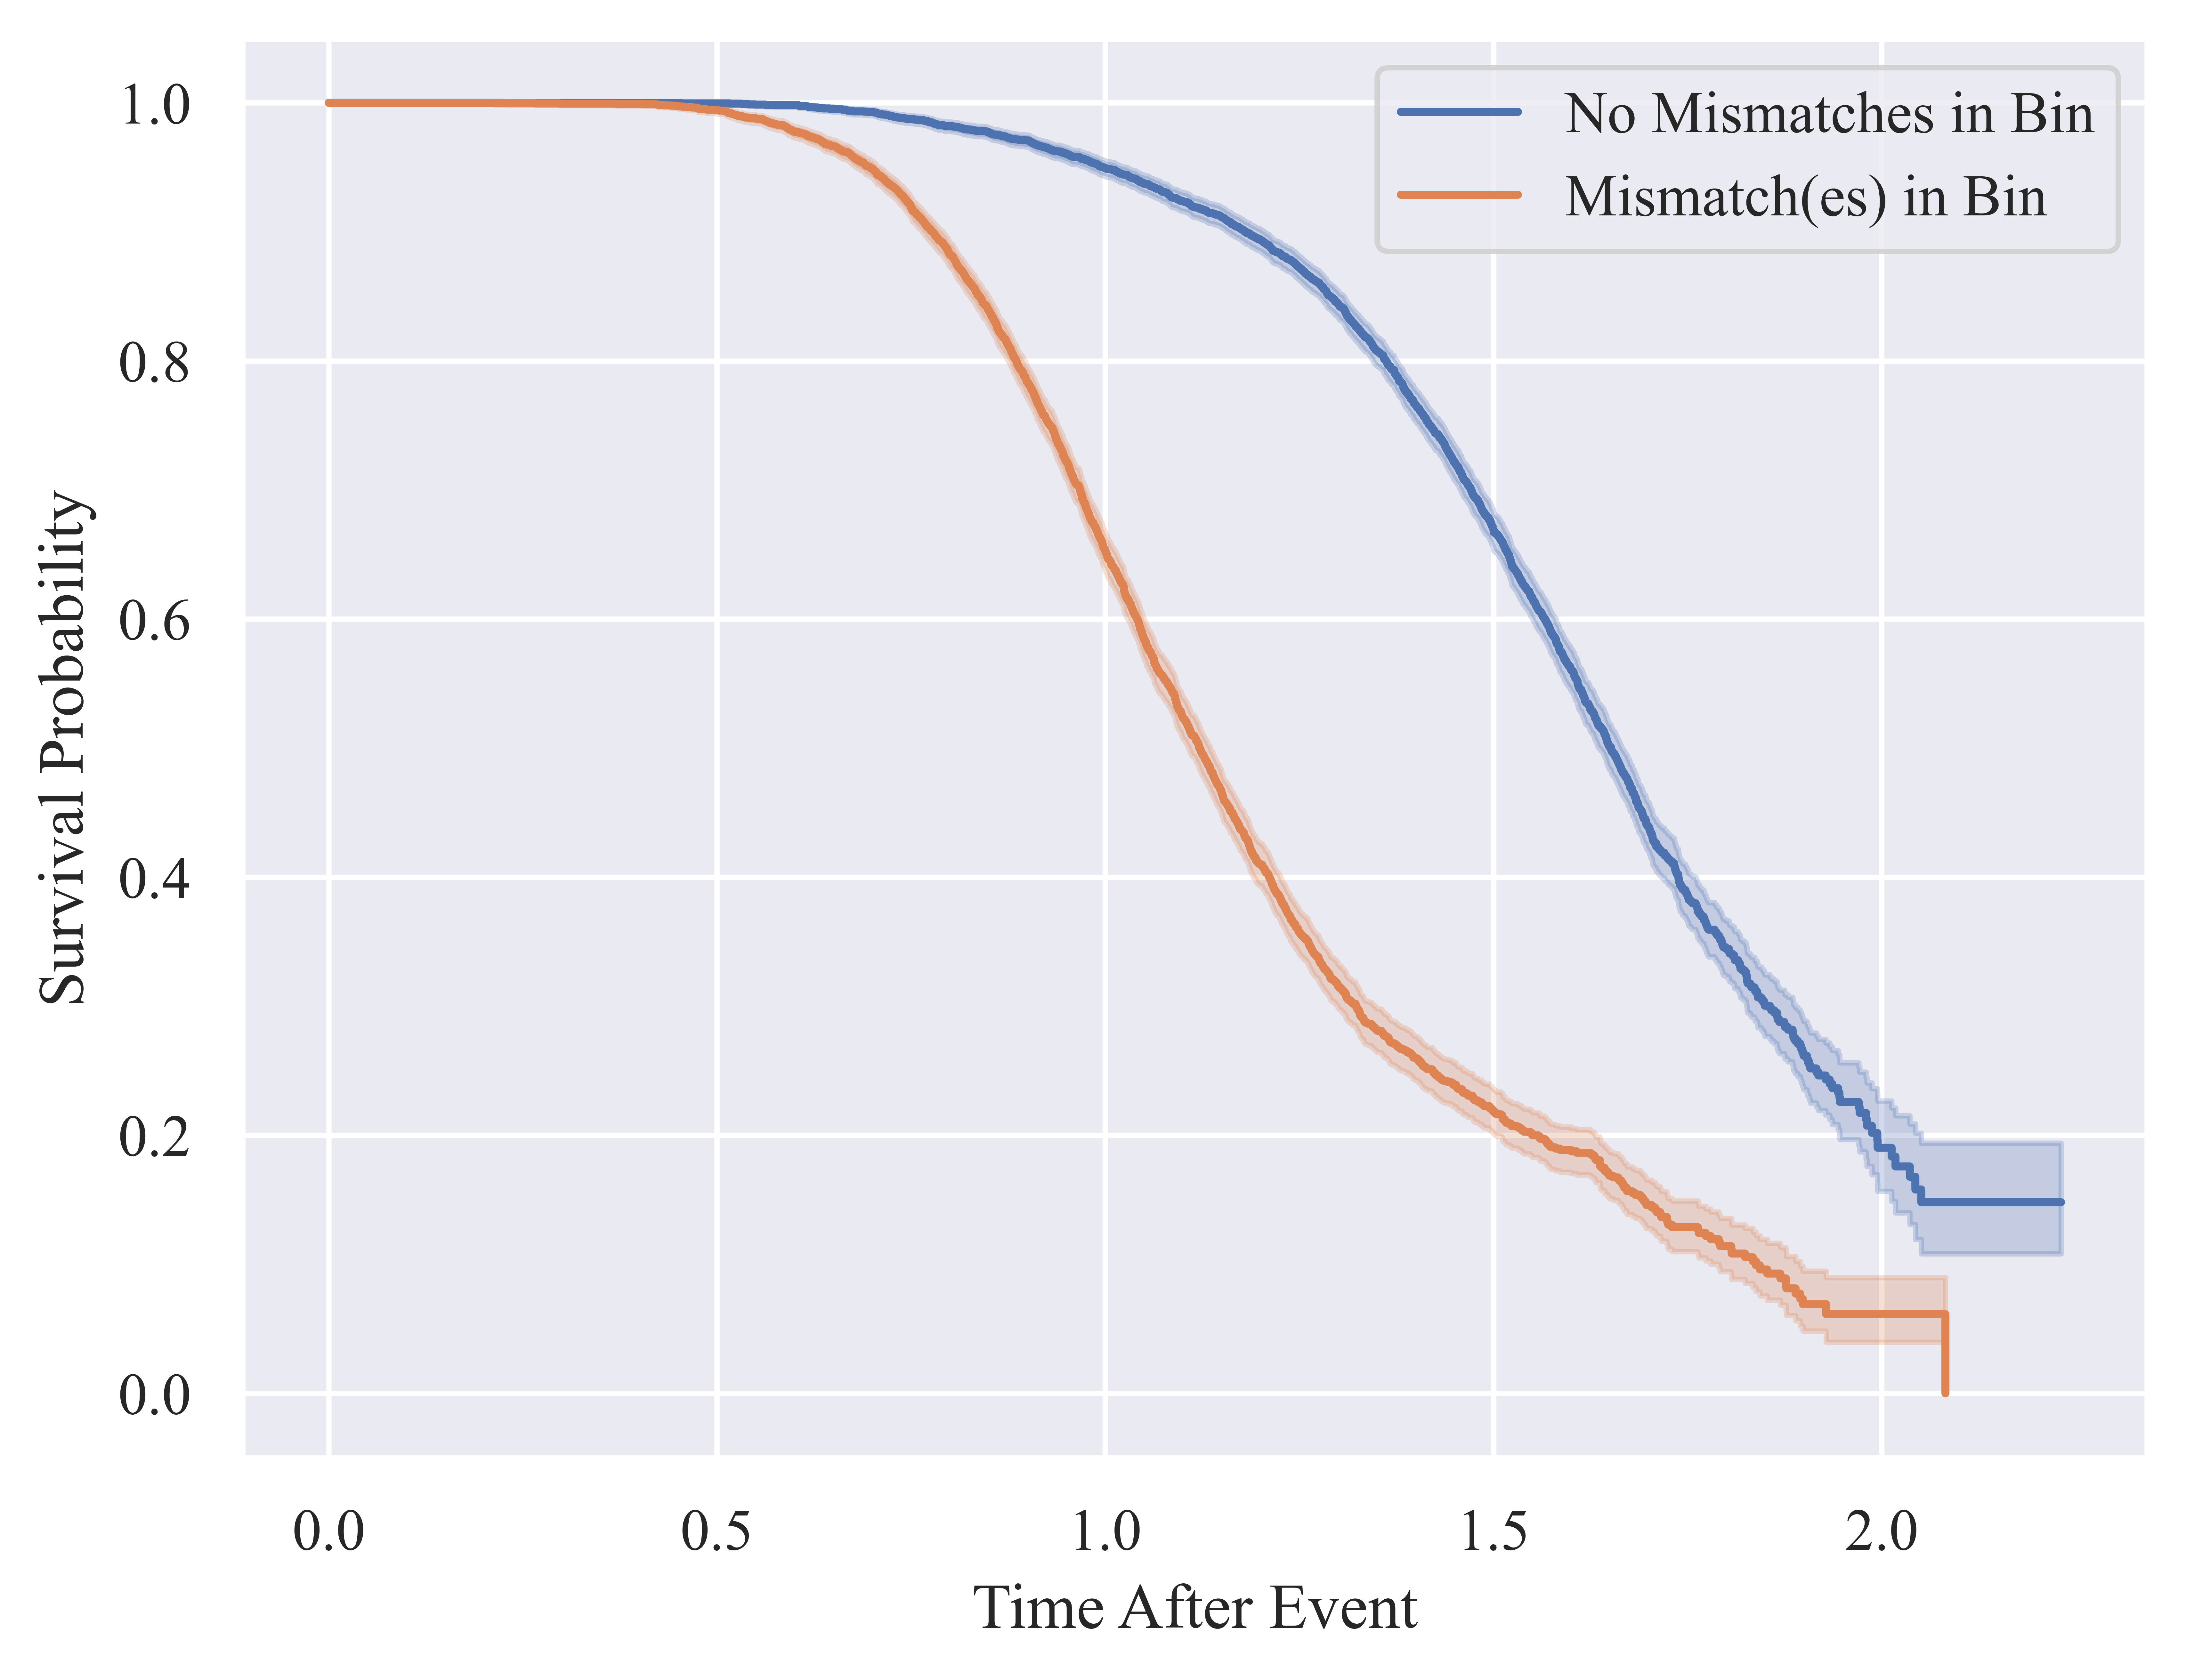 No Mismatches in Bin
Mismatch(es) in Bin
Survival Probability
1.0
0.8
0.6
0.4
0.2
0.0
0.0 0.5 1.0 1.5 2.0
Time After Event